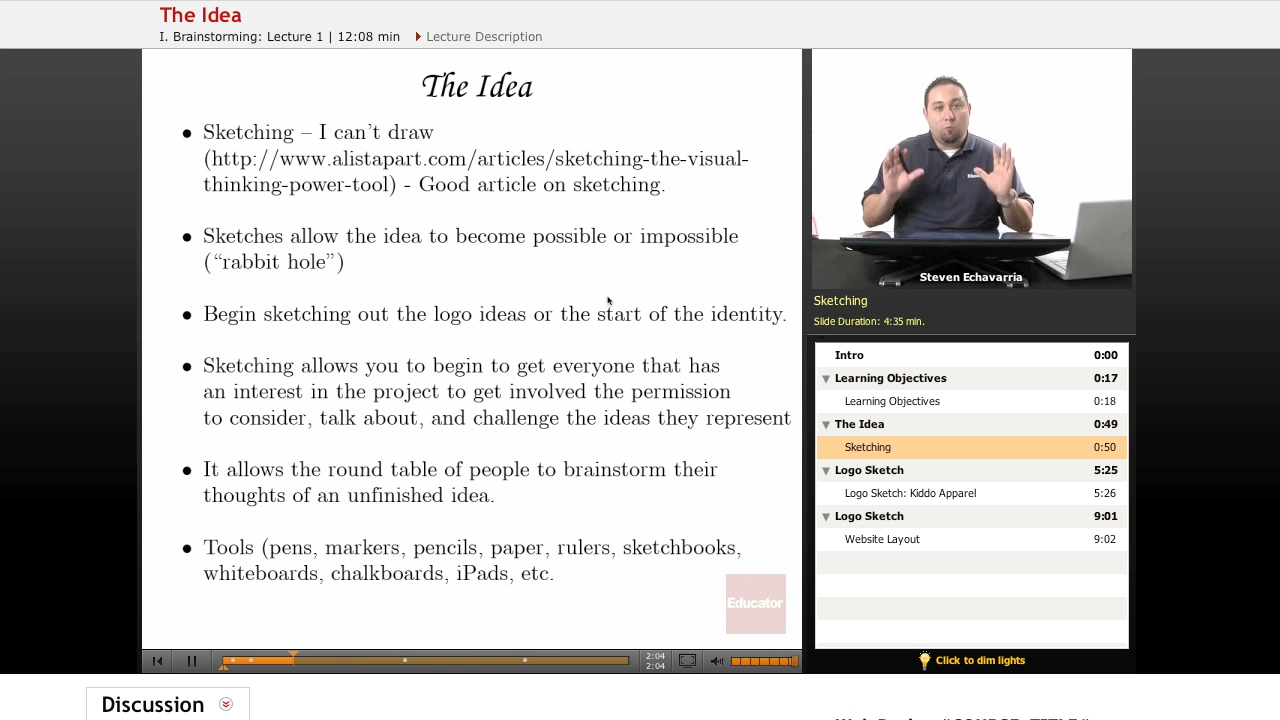 The Idea
I. Brainstorming: Lecture 1 | 12:08 min
Lecture Description
The Idea
• Sketching – I can't draw
(http://www.alistapart.com/articles/sketching-the-visual-
thinking-power-tool) - Good article on sketching.
• Sketches allow the idea to become possible or impossible
(“rabbit hole”)
• Begin sketching out the logo ideas or the start of the identity.
• Sketching allows you to begin to get everyone that has
an interest in the project to get involved the permission
to consider, talk about, and challenge the ideas they represent
• It allows the round table of people to brainstorm their
thoughts of an unfinished idea.
• Tools (pens, markers, pencils, paper, rulers, sketchbooks,
whiteboards, chalkboards, iPads, etc.
Educator
2:04
2:04
Steven Echavarria
Sketching
Slide Duration: 4:35 min.
Intro 0:00
Learning Objectives 0:17
Learning Objectives 0:18
The Idea 0:49
Sketching 0:50
Logo Sketch 5:25
Logo Sketch: Kiddo Apparel 5:26
Logo Sketch 9:01
Website Layout 9:02
Click to dim lights
Discussion